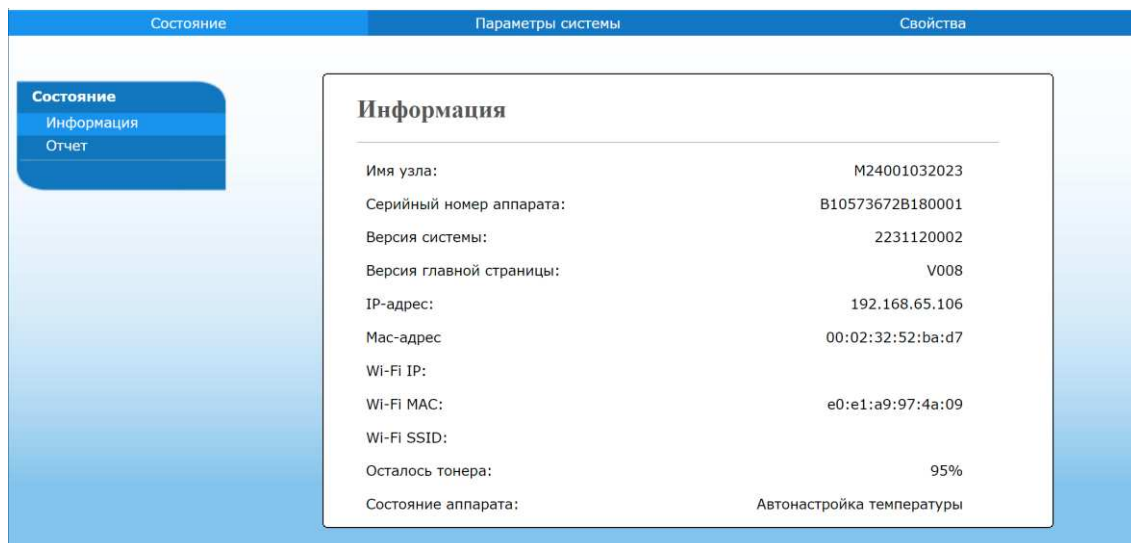 Состояние Параметры системы Свойства
Состояние
Информация
Отчет
Информация
Имя узла: M24001032023
Серийный номер аппарата: B10573672B180001
Версия системы: 2231120002
Версия главной страницы: V008
IP-адрес: 192.168.65.106
Mac-адрес 00:02:32:52:ba:d7
Wi-Fi IP:
Wi-Fi MAC: e0:e1:a9:97:4a:09
Wi-Fi SSID:
Осталось тонера: 95%
Состояние аппарата: Автонастройка температуры